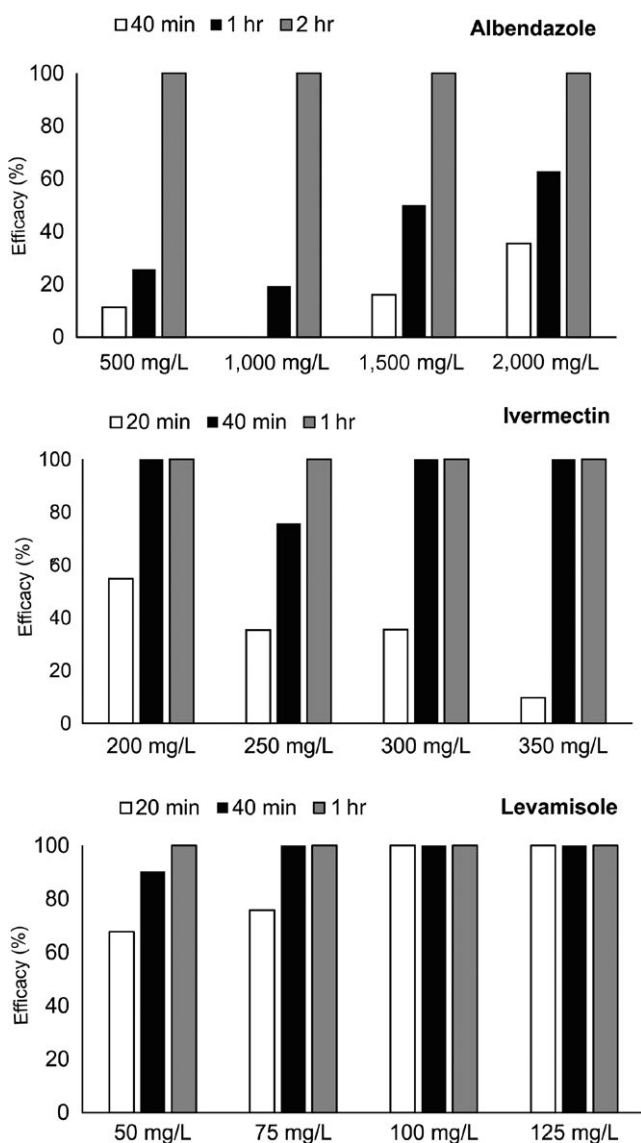 40 min 1 hr 2 hr
Albendazole
Efficacy (%)
100
80
60
40
20
0
500 mg/L 1,000 mg/L 1,500 mg/L 2,000 mg/L
20 min 40 min 1 hr
Ivermectin
Efficacy (%)
100
80
60
40
20
0
200 mg/L 250 mg/L 300 mg/L 350 mg/L
20 min 40 min 1 hr
Levamisole
Efficacy (%)
100
80
60
40
20
0
50 mg/L 75 mg/L 100 mg/L 125 mg/L